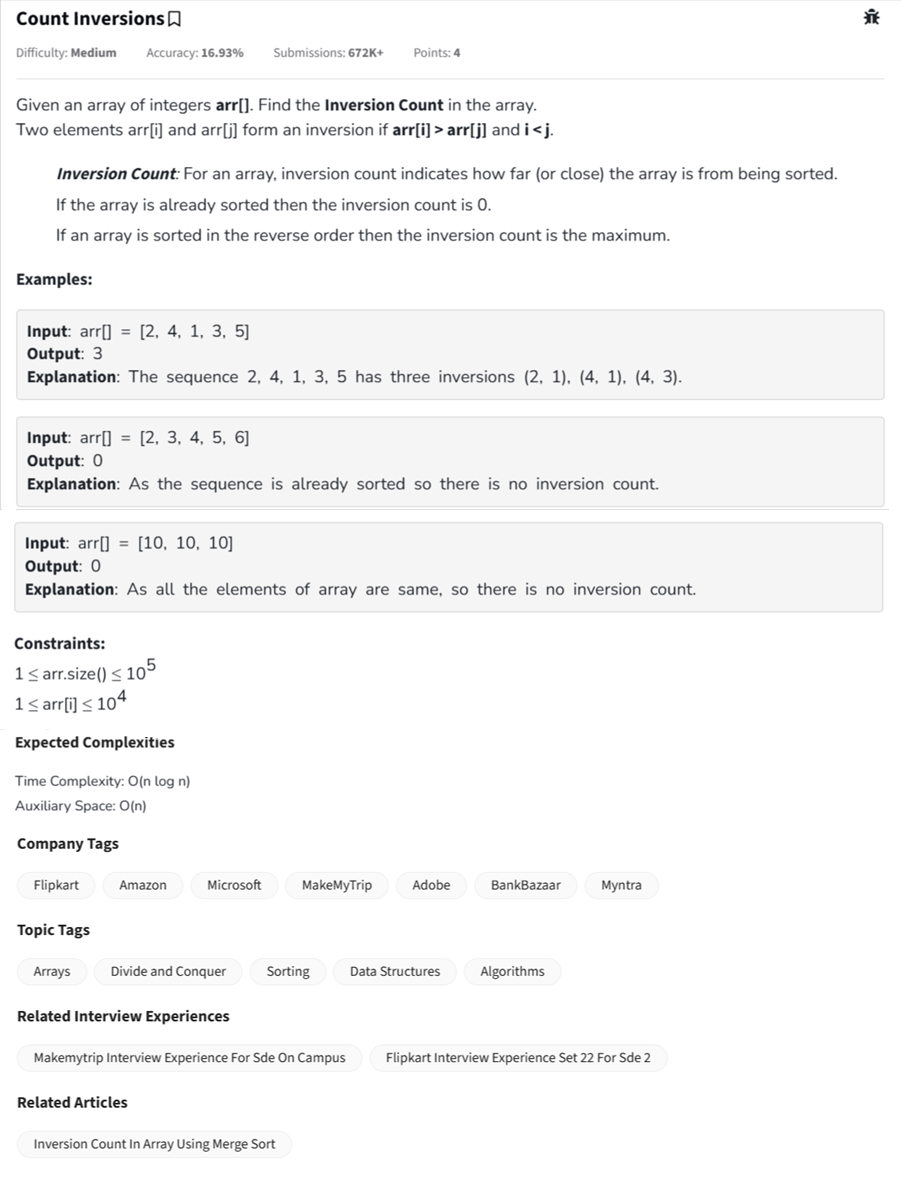 Count Inversions
Difficulty: Medium Accuracy: 16.93% Submissions: 672K+ Points: 4
Given an array of integers arr[]. Find the Inversion Count in the array.
Two elements arr[i] and arr[j] form an inversion if arr[i] > arr[j] and i < j.
Inversion Count: For an array, inversion count indicates how far (or close) the array is from being sorted.
If the array is already sorted then the inversion count is 0.
If an array is sorted in the reverse order then the inversion count is the maximum.
Examples:
Input: arr[] = [2, 4, 1, 3, 5]
Output: 3
Explanation: The sequence 2, 4, 1, 3, 5 has three inversions (2, 1), (4, 1), (4, 3).
Input: arr[] = [2, 3, 4, 5, 6]
Output: 0
Explanation: As the sequence is already sorted so there is no inversion count.
Input: arr[] = [10, 10, 10]
Output: 0
Explanation: As all the elements of array are same, so there is no inversion count.
Constraints:
1 ≤ arr.size() ≤ 10⁵
1 ≤ arr[i] ≤ 10⁴
Expected Complexities
Time Complexity: O(n log n)
Auxiliary Space: O(n)
Company Tags
Flipkart Amazon Microsoft MakeMyTrip Adobe BankBazaar Myntra
Topic Tags
Arrays Divide and Conquer Sorting Data Structures Algorithms
Related Interview Experiences
Makemytrip Interview Experience For Sde On Campus Flipkart Interview Experience Set 22 For Sde 2
Related Articles
Inversion Count In Array Using Merge Sort